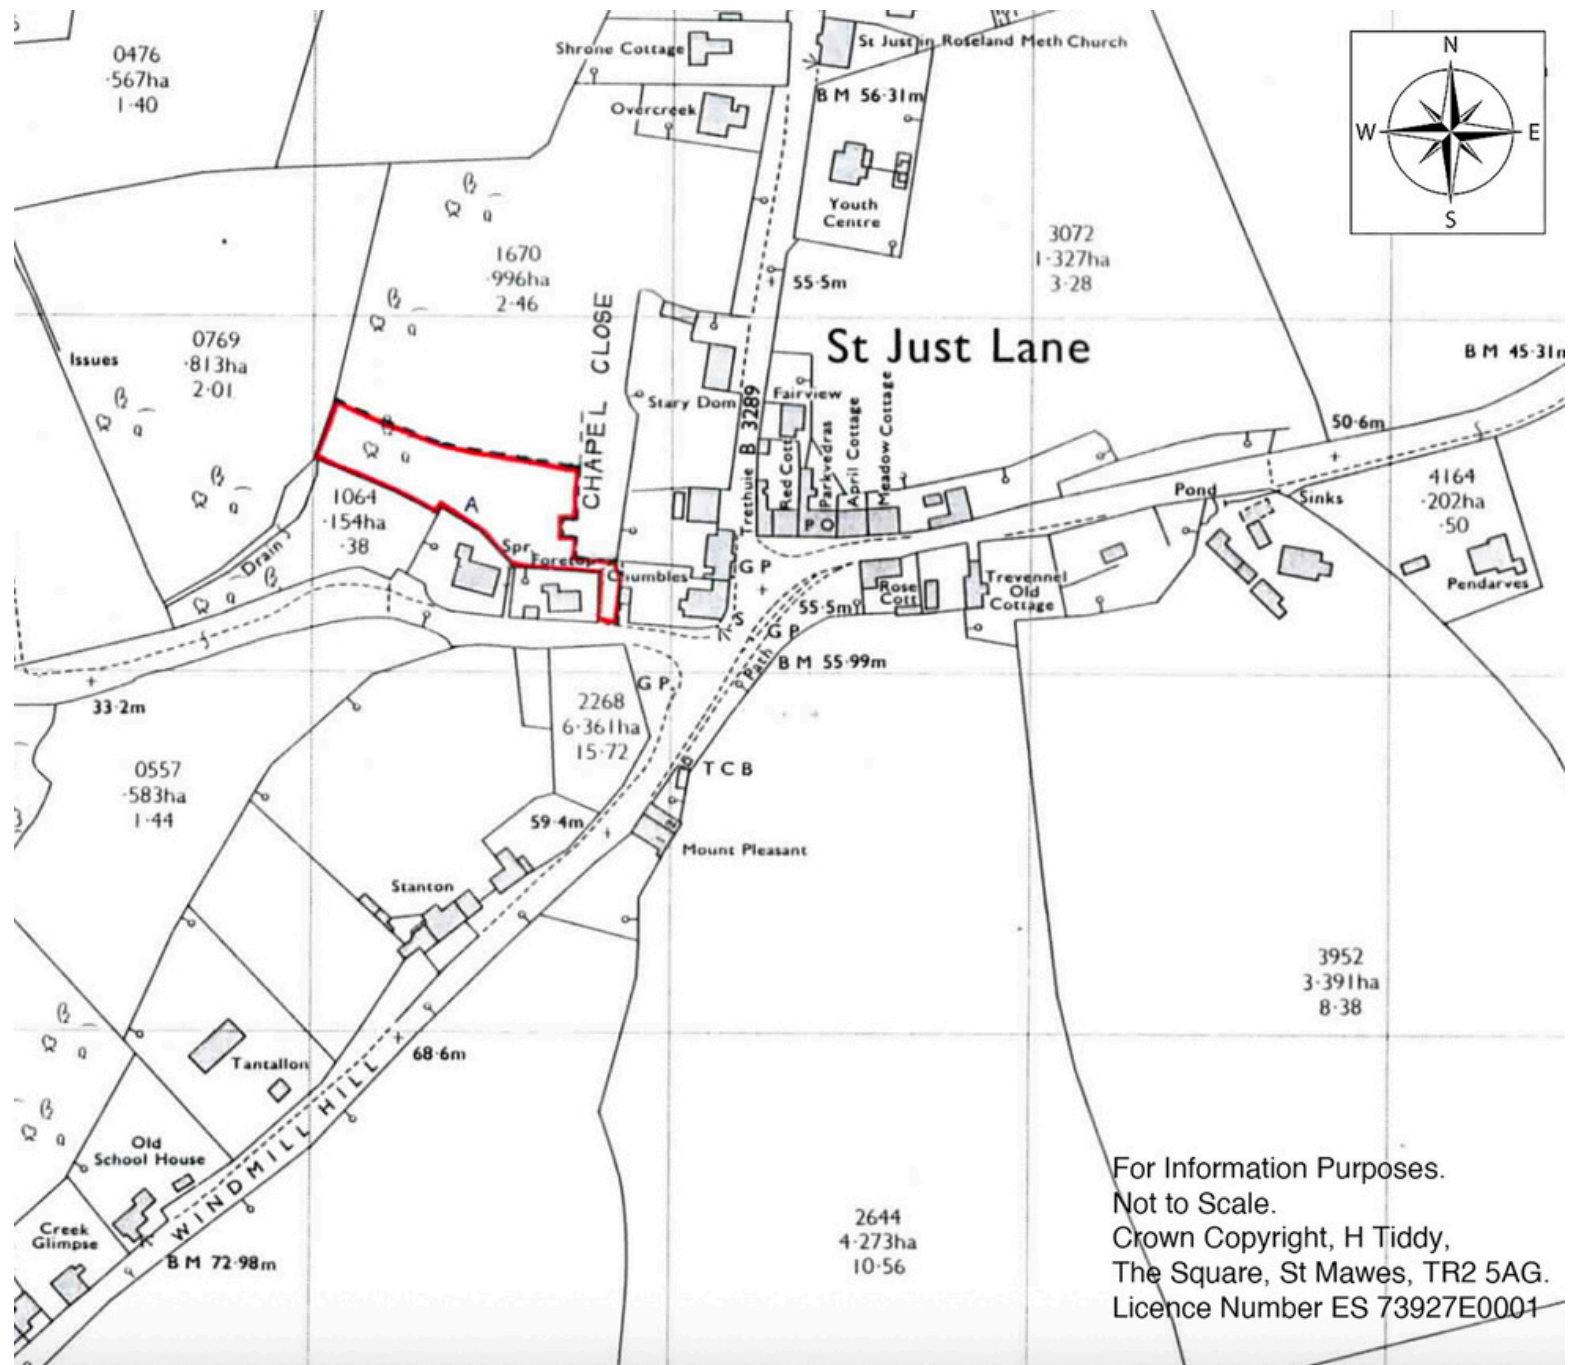 Shrone Cottage
St Just in Roseland Meth Church
0476
·567ha
1·40
N
W
E
S
B M 56·31m
Overcreek
Youth
Centre
1670
·996ha
2·46
3072
1·327ha
3·28
55·5m
CHAPEL CLOSE
0769
·813ha
2·01
Issues
St Just Lane
B M 45·31m
Stary Dom
Fairview
B 3289
Trethuie
Red Cott
Parkvedras
April Cottage
Meadow Cottage
50·6m
1064
·154ha
·38
A
P O
Pond
Sinks
4164
·202ha
·50
Drain
Spr
Foretop
Chumbles
G P
Rose
Cott
Trevennel
Old
Cottage
Pendarves
55·5m
S
G P
Path
B M 55·99m
G P
33·2m
2268
6·361ha
15·72
T C B
0557
·583ha
1·44
59·4m
1
2
Mount Pleasant
Stanton
3952
3·391ha
8·38
68·6m
Tantallon
WINDMILL HILL
Old
School House
Creek
Glimpse
B M 72·98m
2644
4·273ha
10·56
For Information Purposes.
Not to Scale.
Crown Copyright, H Tiddy,
The Square, St Mawes, TR2 5AG.
Licence Number ES 73927E0001